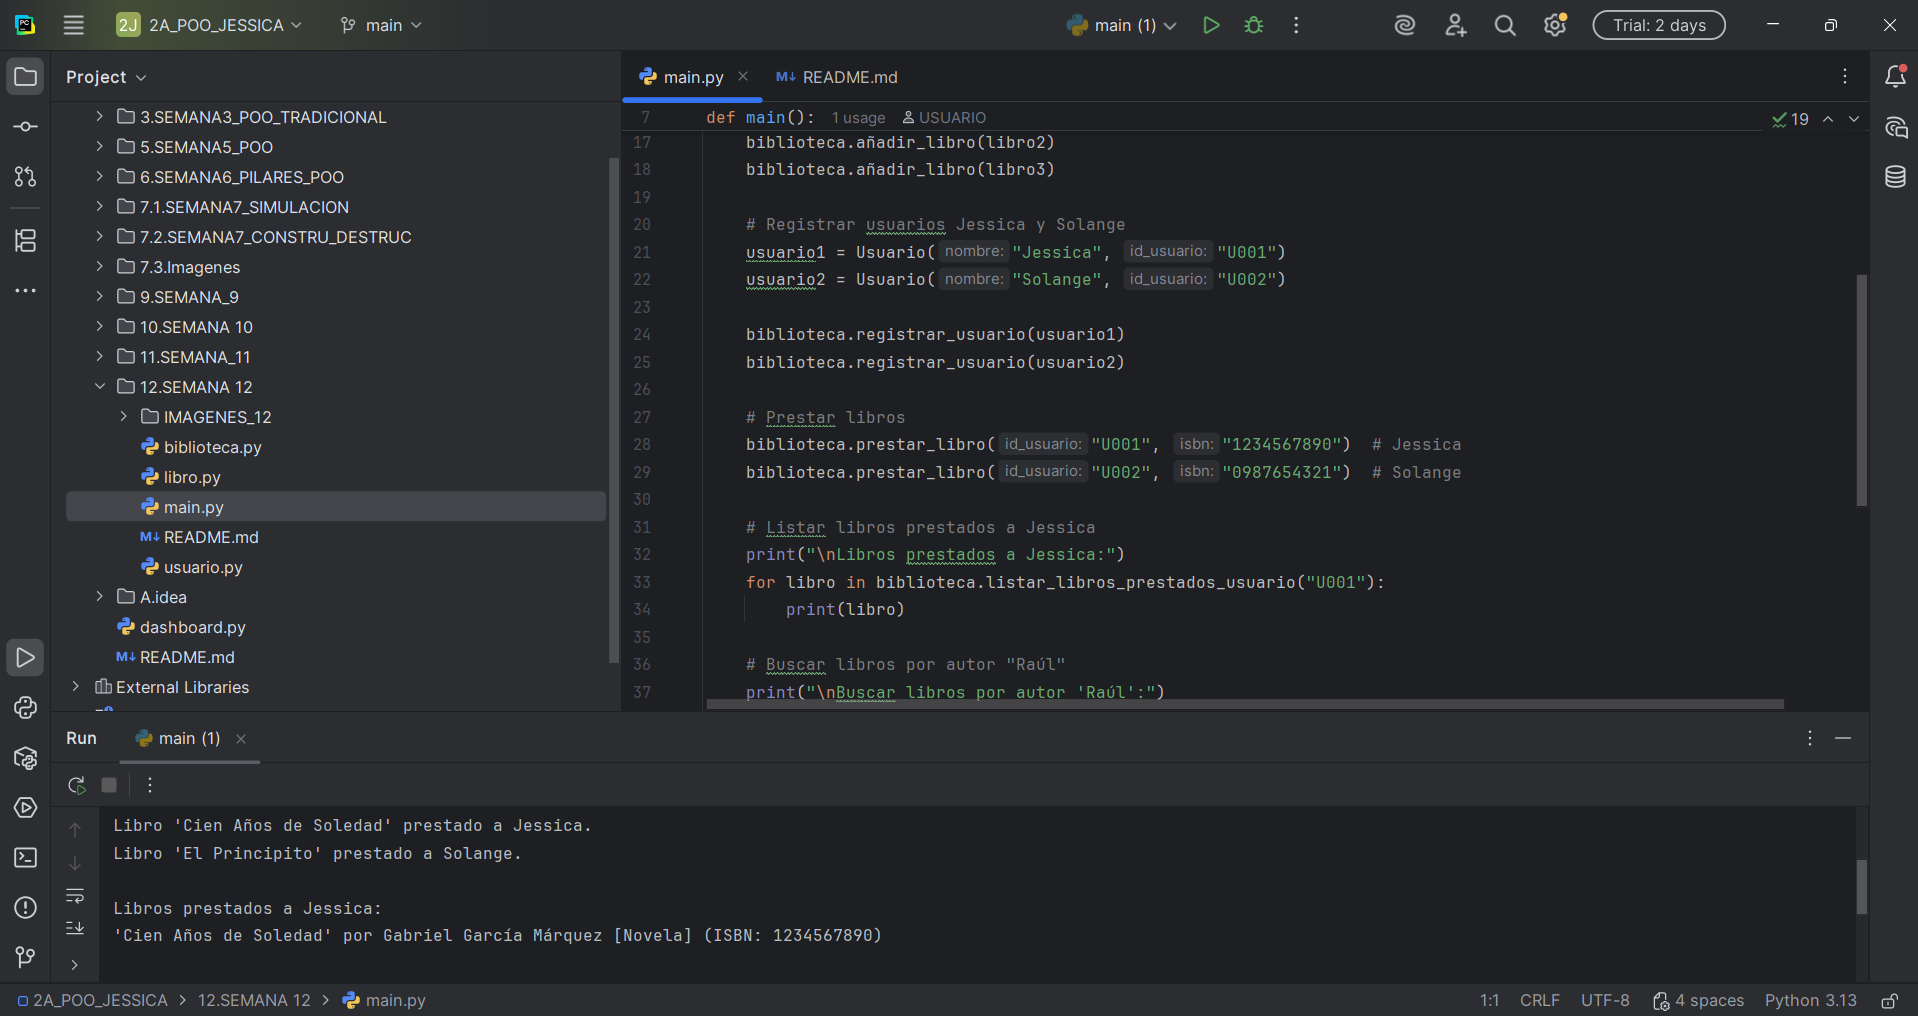 2J 2A_POO_JESSICA main main (1) Trial: 2 days
Project
3.SEMANA3_POO_TRADICIONAL
5.SEMANA5_POO
6.SEMANA6_PILARES_POO
7.1.SEMANA7_SIMULACION
7.2.SEMANA7_CONSTRU_DESTRUC
7.3.Imagenes
9.SEMANA_9
10.SEMANA 10
11.SEMANA_11
12.SEMANA 12
IMAGENES_12
biblioteca.py
libro.py
main.py
M↓ README.md
usuario.py
A.idea
dashboard.py
M↓ README.md
External Libraries
main.py M↓ README.md
7 def main(): 1 usage USUARIO 19
17 biblioteca.añadir_libro(libro2)
18 biblioteca.añadir_libro(libro3)
19
20 # Registrar usuarios Jessica y Solange
21 usuario1 = Usuario( nombre: "Jessica", id_usuario: "U001")
22 usuario2 = Usuario( nombre: "Solange", id_usuario: "U002")
23
24 biblioteca.registrar_usuario(usuario1)
25 biblioteca.registrar_usuario(usuario2)
26
27 # Prestar libros
28 biblioteca.prestar_libro( id_usuario: "U001", isbn: "1234567890") # Jessica
29 biblioteca.prestar_libro( id_usuario: "U002", isbn: "0987654321") # Solange
30
31 # Listar libros prestados a Jessica
32 print("\nLibros prestados a Jessica:")
33 for libro in biblioteca.listar_libros_prestados_usuario("U001"):
34 print(libro)
35
36 # Buscar libros por autor "Raúl"
37 print("\nBuscar libros por autor 'Raúl':")
Run main (1)
Libro 'Cien Años de Soledad' prestado a Jessica.
Libro 'El Principito' prestado a Solange.
Libros prestados a Jessica:
'Cien Años de Soledad' por Gabriel García Márquez [Novela] (ISBN: 1234567890)
2A_POO_JESSICA > 12.SEMANA 12 > main.py 1:1 CRLF UTF-8 4 spaces Python 3.13